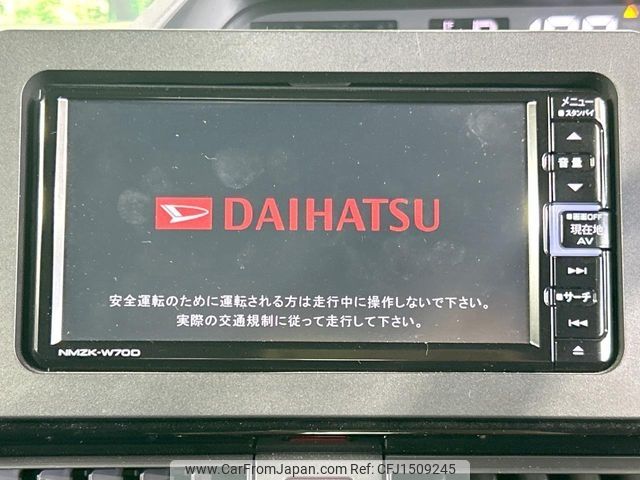 メニュー
スタンバイ
音量
画面OFF
現在地
AV
サーチ
DAIHATSU
安全運転のために運転される方は走行中に操作しないで下さい。
実際の交通規制に従って走行して下さい。
NMZK-W70D
www.CarFromJapan.com CFJ1509245